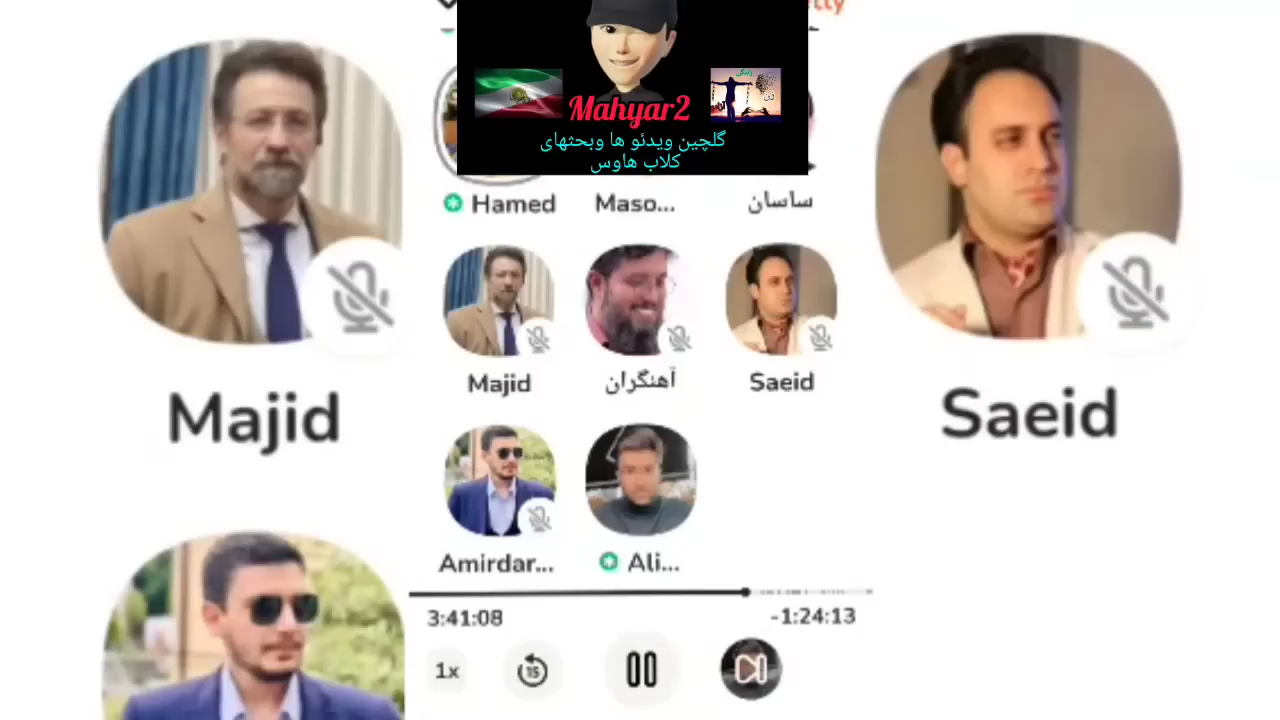 Mahyar2
گلچین ویدئو ها وبحثهای
کلاب هاوس
Hamed
Maso...
ساسان
Majid
آهنگران
Saeid
Amirdar...
Ali...
3:41:08
-1:24:13
1x
15
Majid
Saeid